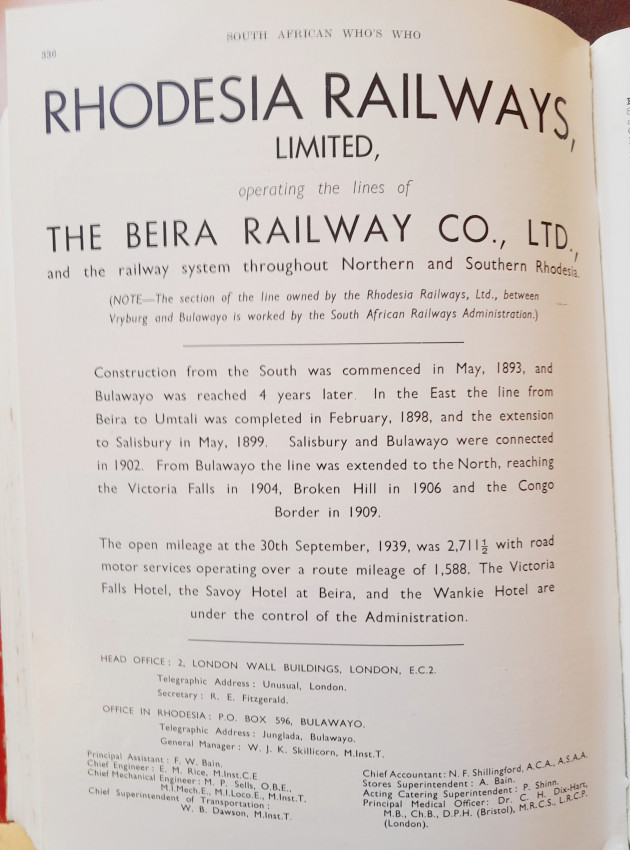 336
SOUTH AFRICAN WHO'S WHO
RHODESIA RAILWAYS,
LIMITED,
operating the lines of
THE BEIRA RAILWAY CO., LTD.,
and the railway system throughout Northern and Southern Rhodesia.
(NOTE—The section of the line owned by the Rhodesia Railways, Ltd., between
Vryburg and Bulawayo is worked by the South African Railways Administration.)
Construction from the South was commenced in May, 1893, and
Bulawayo was reached 4 years later. In the East the line from
Beira to Umtali was completed in February, 1898, and the extension
to Salisbury in May, 1899. Salisbury and Bulawayo were connected
in 1902. From Bulawayo the line was extended to the North, reaching
the Victoria Falls in 1904, Broken Hill in 1906 and the Congo
Border in 1909.
The open mileage at the 30th September, 1939, was 2,711½ with road
motor services operating over a route mileage of 1,588. The Victoria
Falls Hotel, the Savoy Hotel at Beira, and the Wankie Hotel are
under the control of the Administration.
HEAD OFFICE: 2, LONDON WALL BUILDINGS, LONDON, E.C.2.
Telegraphic Address: Unusual, London.
Secretary: R. E. Fitzgerald.
OFFICE IN RHODESIA: P.O. BOX 596, BULAWAYO.
Telegraphic Address: Junglada, Bulawayo.
General Manager: W. J. K. Skillicorn, M.Inst.T.
Principal Assistant: F. W. Bain.
Chief Engineer: E. M. Rice, M.Inst.C.E
Chief Mechanical Engineer: M. P. Sells, O.B.E.,
M.I.Mech.E., M.I.Loco.E., M.Inst.T.
Chief Superintendent of Transportation:
W. B. Dawson, M.Inst.T.
Chief Accountant: N. F. Shillingford, A.C.A., A.S.A.A.
Stores Superintendent: A. Bain.
Acting Catering Superintendent: P. Shinn.
Principal Medical Officer: Dr. C. H. Dix-Hart,
M.B., Ch.B., D.P.H. (Bristol), M.R.C.S., L.R.C.P.
(London).